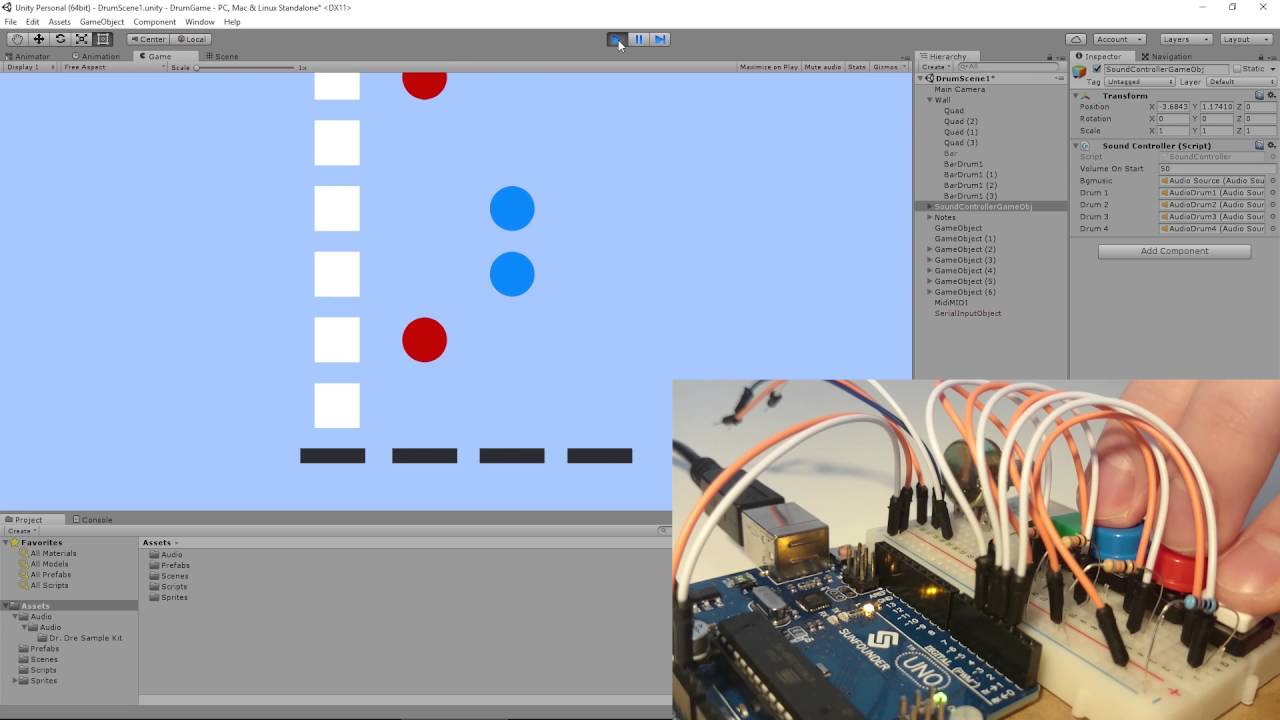 Unity Personal (64bit) - DrumScene1.unity - DrumGame - PC, Mac & Linux Standalone* <DX11>
File Edit Assets GameObject Component Window Help
Center Local Account Layers Layout
Animator Animation Game Scene Hierarchy Inspector Navigation
Display 1 Free Aspect Scale 1x Maximize on Play Mute audio Stats Gizmos Create All SoundControllerGameObj Static
DrumScene1*
Tag Untagged Layer Default
Main Camera
Wall
Quad
Quad (2)
Quad (1)
Quad (3)
Bar
BarDrum1
BarDrum1 (1)
BarDrum1 (2)
BarDrum1 (3)
SoundControllerGameObj
Notes
GameObject
GameObject (1)
GameObject (2)
GameObject (3)
GameObject (4)
GameObject (5)
GameObject (6)
MidiMIDI
SerialInputObject
Transform
Position X -3.6843 Y 1.17410 Z 0
Rotation X 0 Y 0 Z 0
Scale X 1 Y 1 Z 1
Sound Controller (Script)
Script SoundController
Volume On Start 50
Bgmusic Audio Source (Audio Sour
Drum 1 AudioDrum1 (Audio Sour
Drum 2 AudioDrum2 (Audio Sour
Drum 3 AudioDrum3 (Audio Sour
Drum 4 AudioDrum4 (Audio Sour
Add Component
Project Console
Create
Favorites
All Materials
All Models
All Prefabs
All Scripts
Assets
Audio
Audio
Dr. Dre Sample Kit
Prefabs
Scenes
Scripts
Sprites
Assets
Audio
Prefabs
Scenes
Scripts
Sprites
SUNFOUNDER
UNO
DIGITAL (PWM~)